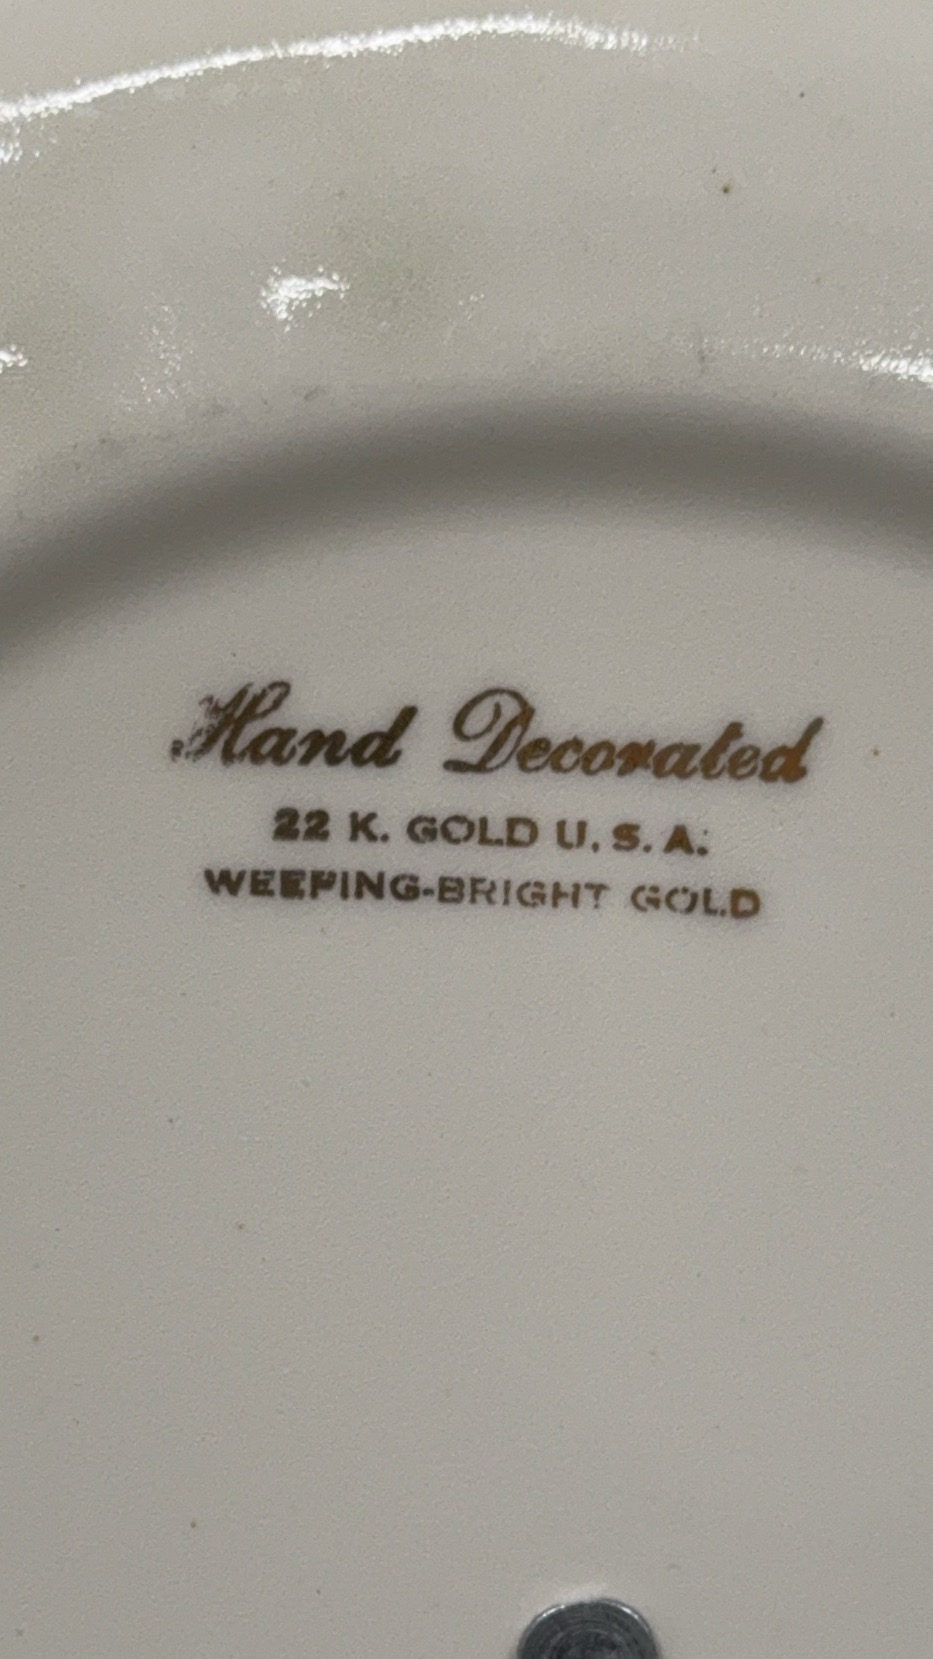 Hand Decorated
22 K. GOLD U.S.A.
WEEPING-BRIGHT GOLD